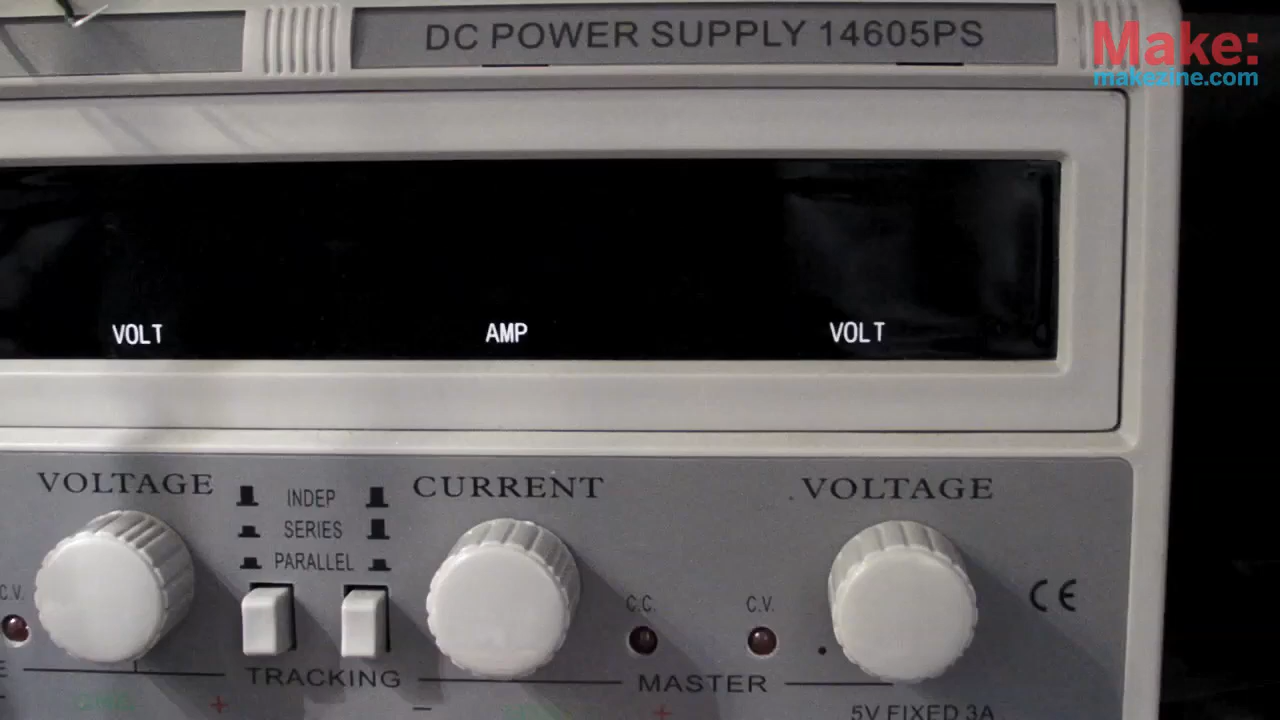 DC POWER SUPPLY 14605PS
Make:
makezine.com
VOLT
AMP
VOLT
VOLTAGE
INDEP
SERIES
PARALLEL
CURRENT
VOLTAGE
C.V.
C.C.
C.V.
CE
TRACKING
MASTER
+
−
+
5V FIXED 3A